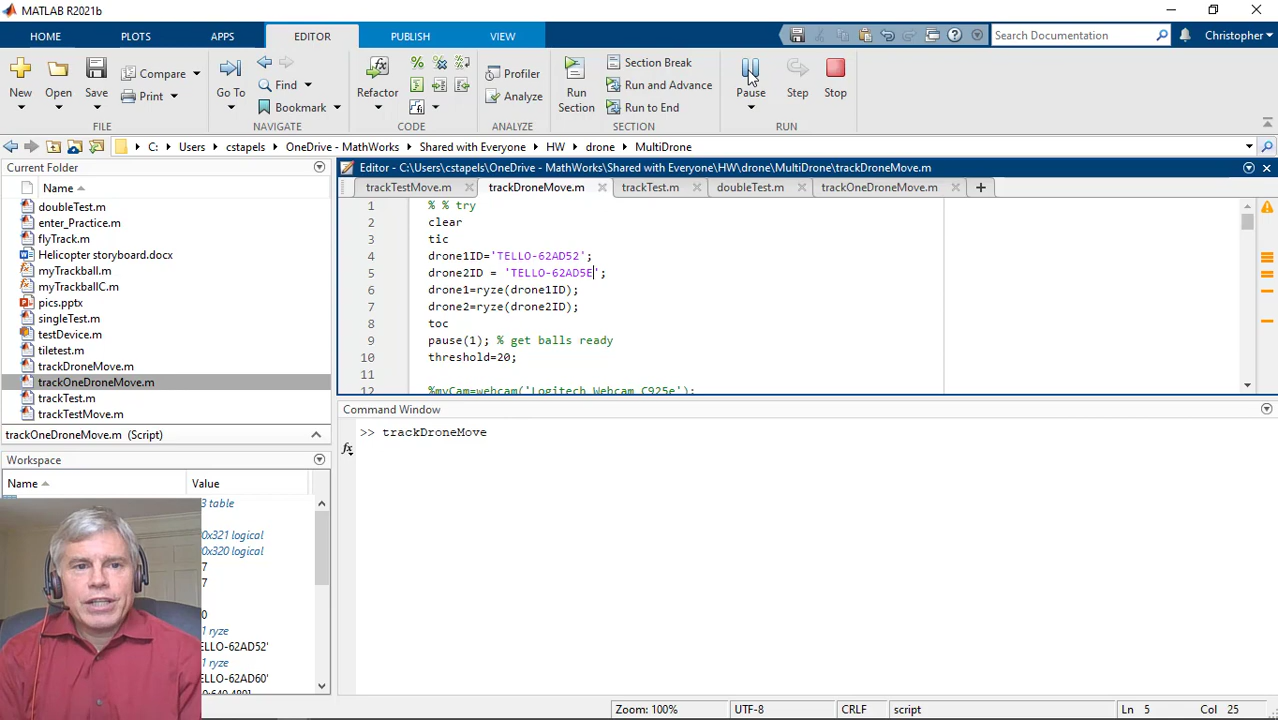 MATLAB R2021b
HOME PLOTS APPS EDITOR PUBLISH VIEW Search Documentation Christopher
New Open Save Compare Print Go To Find Bookmark Refactor Profiler Analyze Run Section Section Break Run and Advance Run to End Pause Step Stop
FILE NAVIGATE CODE ANALYZE SECTION RUN
C: Users cstapels OneDrive - MathWorks Shared with Everyone HW drone MultiDrone
Current Folder
Name
doubleTest.m
enter_Practice.m
flyTrack.m
Helicopter storyboard.docx
myTrackball.m
myTrackballC.m
pics.pptx
singleTest.m
testDevice.m
tiletest.m
trackDroneMove.m
trackOneDroneMove.m
trackTest.m
trackTestMove.m
trackOneDroneMove.m (Script)
Workspace
Name Value
3 table
0x321 logical
0x320 logical
7
7
0
1 ryze
ELLO-62AD52'
1 ryze
ELLO-62AD60'
Editor - C:\Users\cstapels\OneDrive - MathWorks\Shared with Everyone\HW\drone\MultiDrone\trackDroneMove.m
trackTestMove.m trackDroneMove.m trackTest.m doubleTest.m trackOneDroneMove.m
1 % % try
2 clear
3 tic
4 drone1ID='TELLO-62AD52';
5 drone2ID = 'TELLO-62AD5E';
6 drone1=ryze(drone1ID);
7 drone2=ryze(drone2ID);
8 toc
9 pause(1); % get balls ready
10 threshold=20;
11
12 %myCam=webcam('Logitech Webcam C925e');
Command Window
>> trackDroneMove
fx
Zoom: 100% UTF-8 CRLF script Ln 5 Col 25